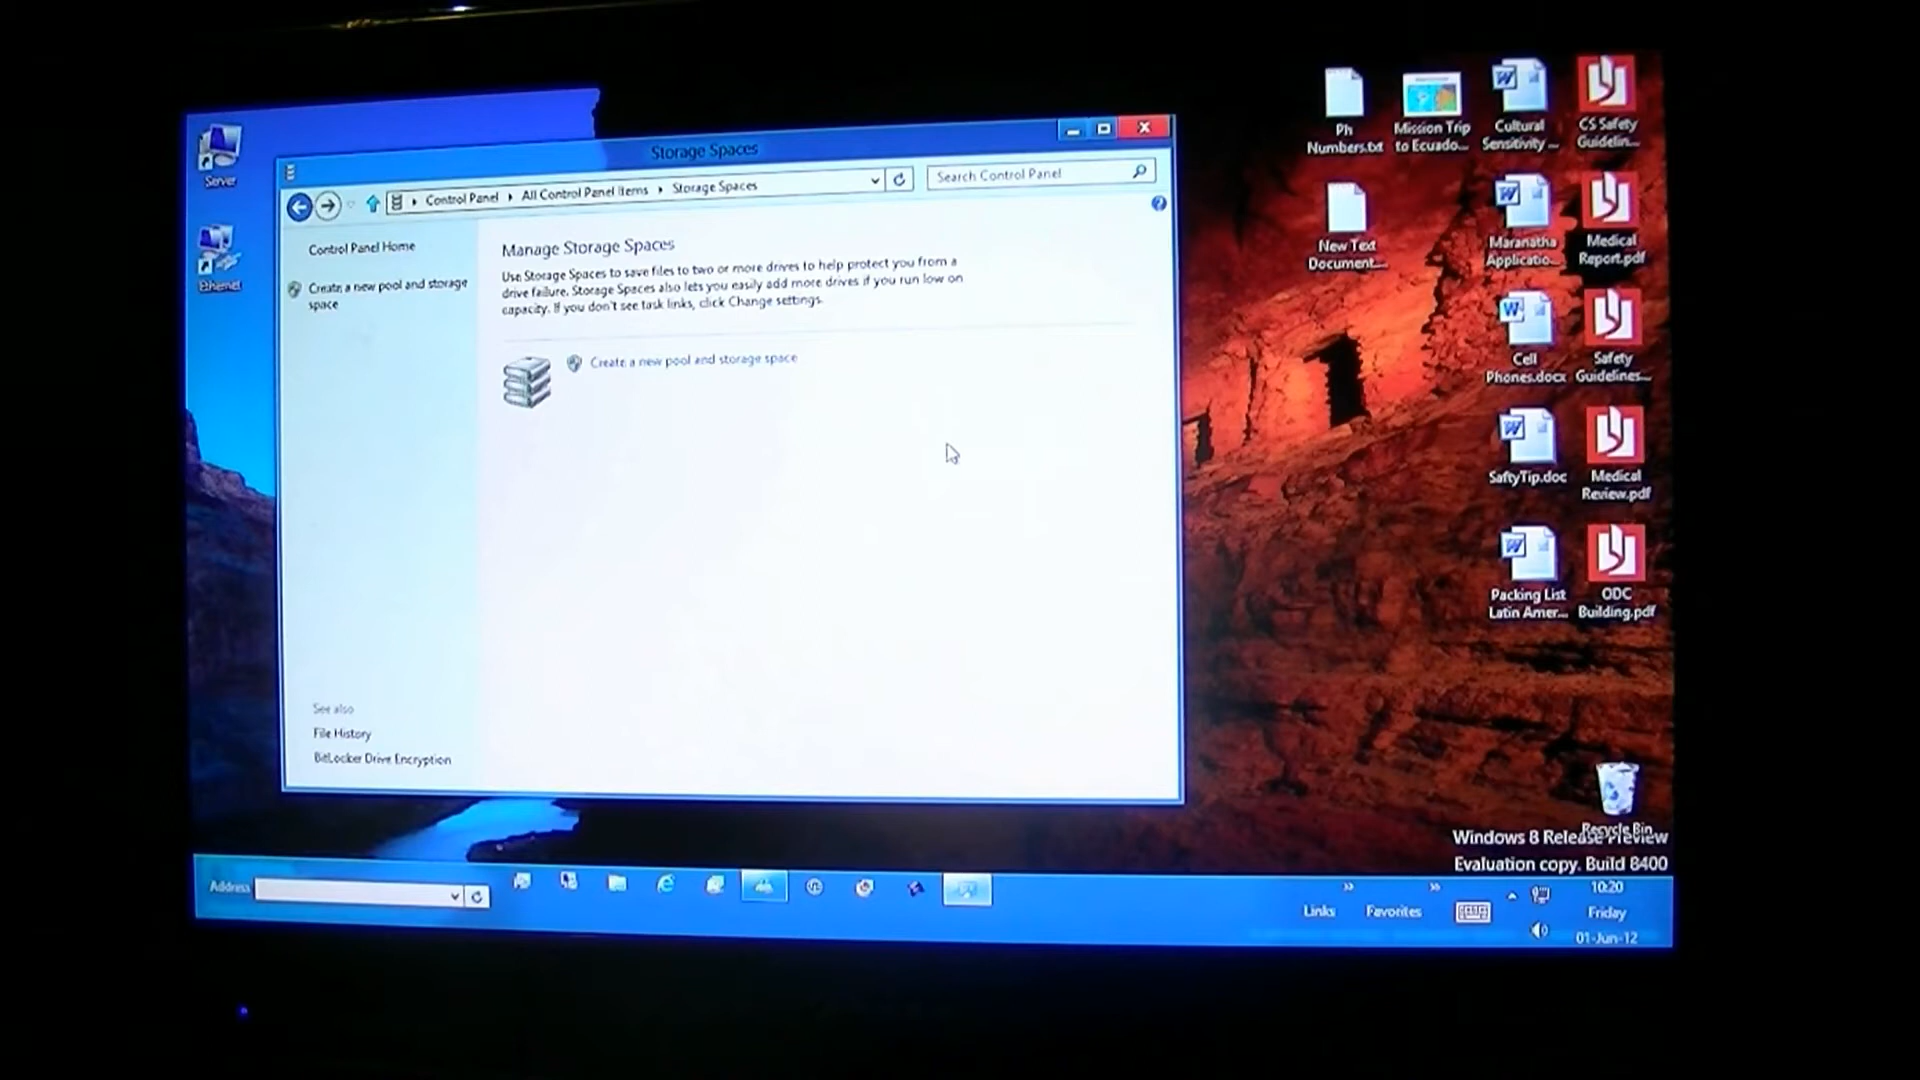 Server
Ethernet
Storage Spaces
Control Panel
All Control Panel Items
Storage Spaces
Search Control Panel
Control Panel Home
Create a new pool and storage
space
Manage Storage Spaces
Use Storage Spaces to save files to two or more drives to help protect you from a
drive failure. Storage Spaces also lets you easily add more drives if you run low on
capacity. If you don't see task links, click Change settings.
Create a new pool and storage space
See also
File History
BitLocker Drive Encryption
Ph
Numbers.txt
Mission Trip
to Ecuado...
Cultural
Sensitivity ...
CS Safety
Guidelin...
New Text
Document....
Maranatha
Applicatio...
Medical
Report.pdf
Cell
Phones.docx
Safety
Guidelines...
SaftyTip.doc
Medical
Review.pdf
Packing List
Latin Amer...
ODC
Building.pdf
Recycle Bin
Windows 8 Release Preview
Evaluation copy. Build 8400
Address
Links
Favorites
10:20
Friday
01-Jun-12